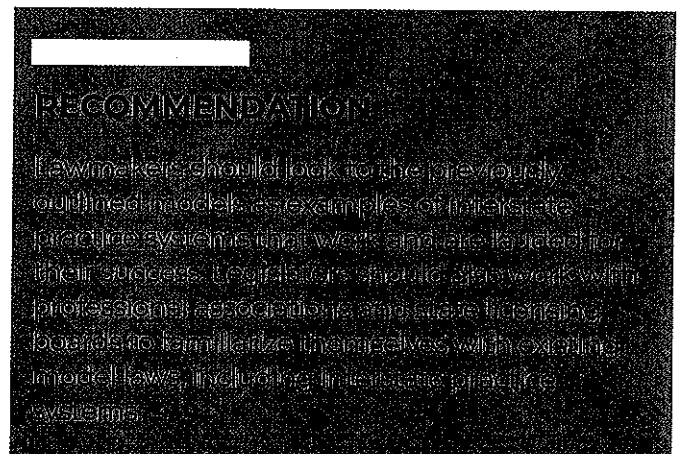 RECOMMENDATION
Lawmakers should look to the previously
outlined models as examples of interstate
practice systems that work and are lauded for
their success. Legislators should also work with
professional associations and state licensing
boards to familiarize themselves with existing
model laws, including interstate practice
systems.